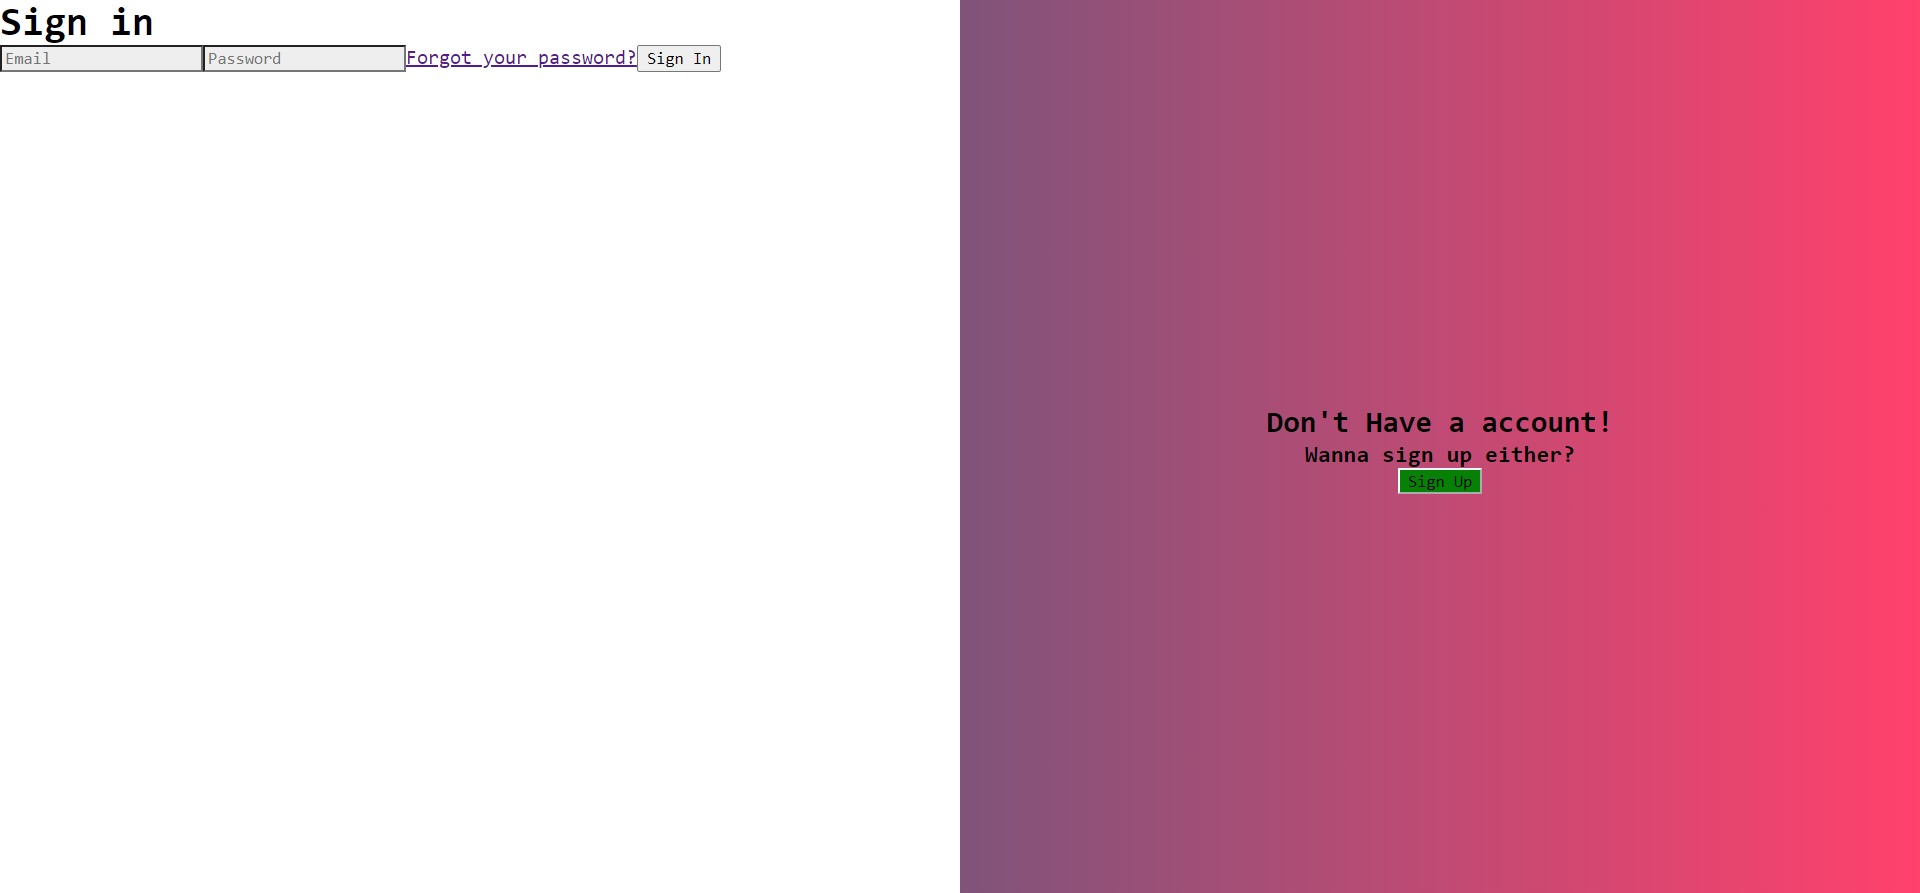 Sign in
Email Password Forgot your password? Sign In
Don't Have a account!
Wanna sign up either?
Sign Up